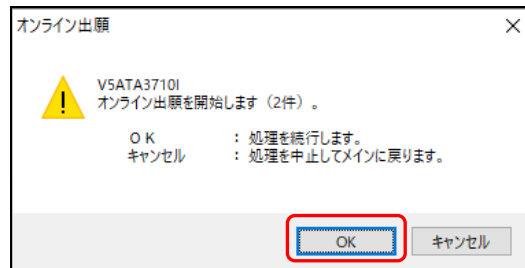 オンライン出願
V5ATA3710I
オンライン出願を開始します（2件）。
ＯＫ ： 処理を続行します。
キャンセル ： 処理を中止してメインに戻ります。
OK キャンセル